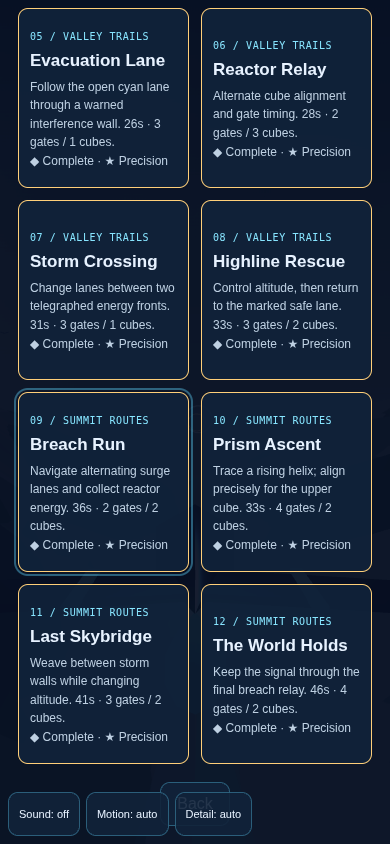 05 / VALLEY TRAILS
Evacuation Lane
Follow the open cyan lane
through a warned
interference wall. 26s · 3
gates / 1 cubes.
◆ Complete · ★ Precision
06 / VALLEY TRAILS
Reactor Relay
Alternate cube alignment
and gate timing. 28s · 2
gates / 3 cubes.
◆ Complete · ★ Precision
07 / VALLEY TRAILS
Storm Crossing
Change lanes between two
telegraphed energy fronts.
31s · 3 gates / 1 cubes.
◆ Complete · ★ Precision
08 / VALLEY TRAILS
Highline Rescue
Control altitude, then return
to the marked safe lane.
33s · 3 gates / 2 cubes.
◆ Complete · ★ Precision
09 / SUMMIT ROUTES
Breach Run
Navigate alternating surge
lanes and collect reactor
energy. 36s · 2 gates / 2
cubes.
◆ Complete · ★ Precision
10 / SUMMIT ROUTES
Prism Ascent
Trace a rising helix; align
precisely for the upper
cube. 33s · 4 gates / 2
cubes.
◆ Complete · ★ Precision
11 / SUMMIT ROUTES
Last Skybridge
Weave between storm
walls while changing
altitude. 41s · 3 gates / 2
cubes.
◆ Complete · ★ Precision
12 / SUMMIT ROUTES
The World Holds
Keep the signal through the
final breach relay. 46s · 4
gates / 2 cubes.
◆ Complete · ★ Precision
Back
Sound: off
Motion: auto
Detail: auto